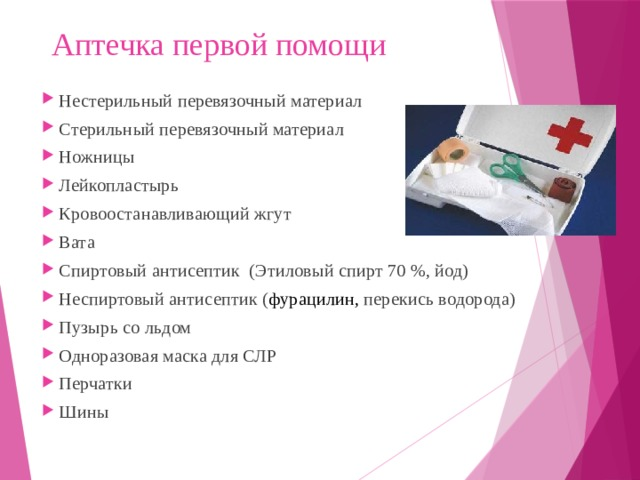 Аптечка первой помощи
Нестерильный перевязочный материал
Стерильный перевязочный материал
Ножницы
Лейкопластырь
Кровоостанавливающий жгут
Вата
Спиртовый антисептик (Этиловый спирт 70 %, йод)
Неспиртовый антисептик (фурацилин, перекись водорода)
Пузырь со льдом
Одноразовая маска для СЛР
Перчатки
Шины